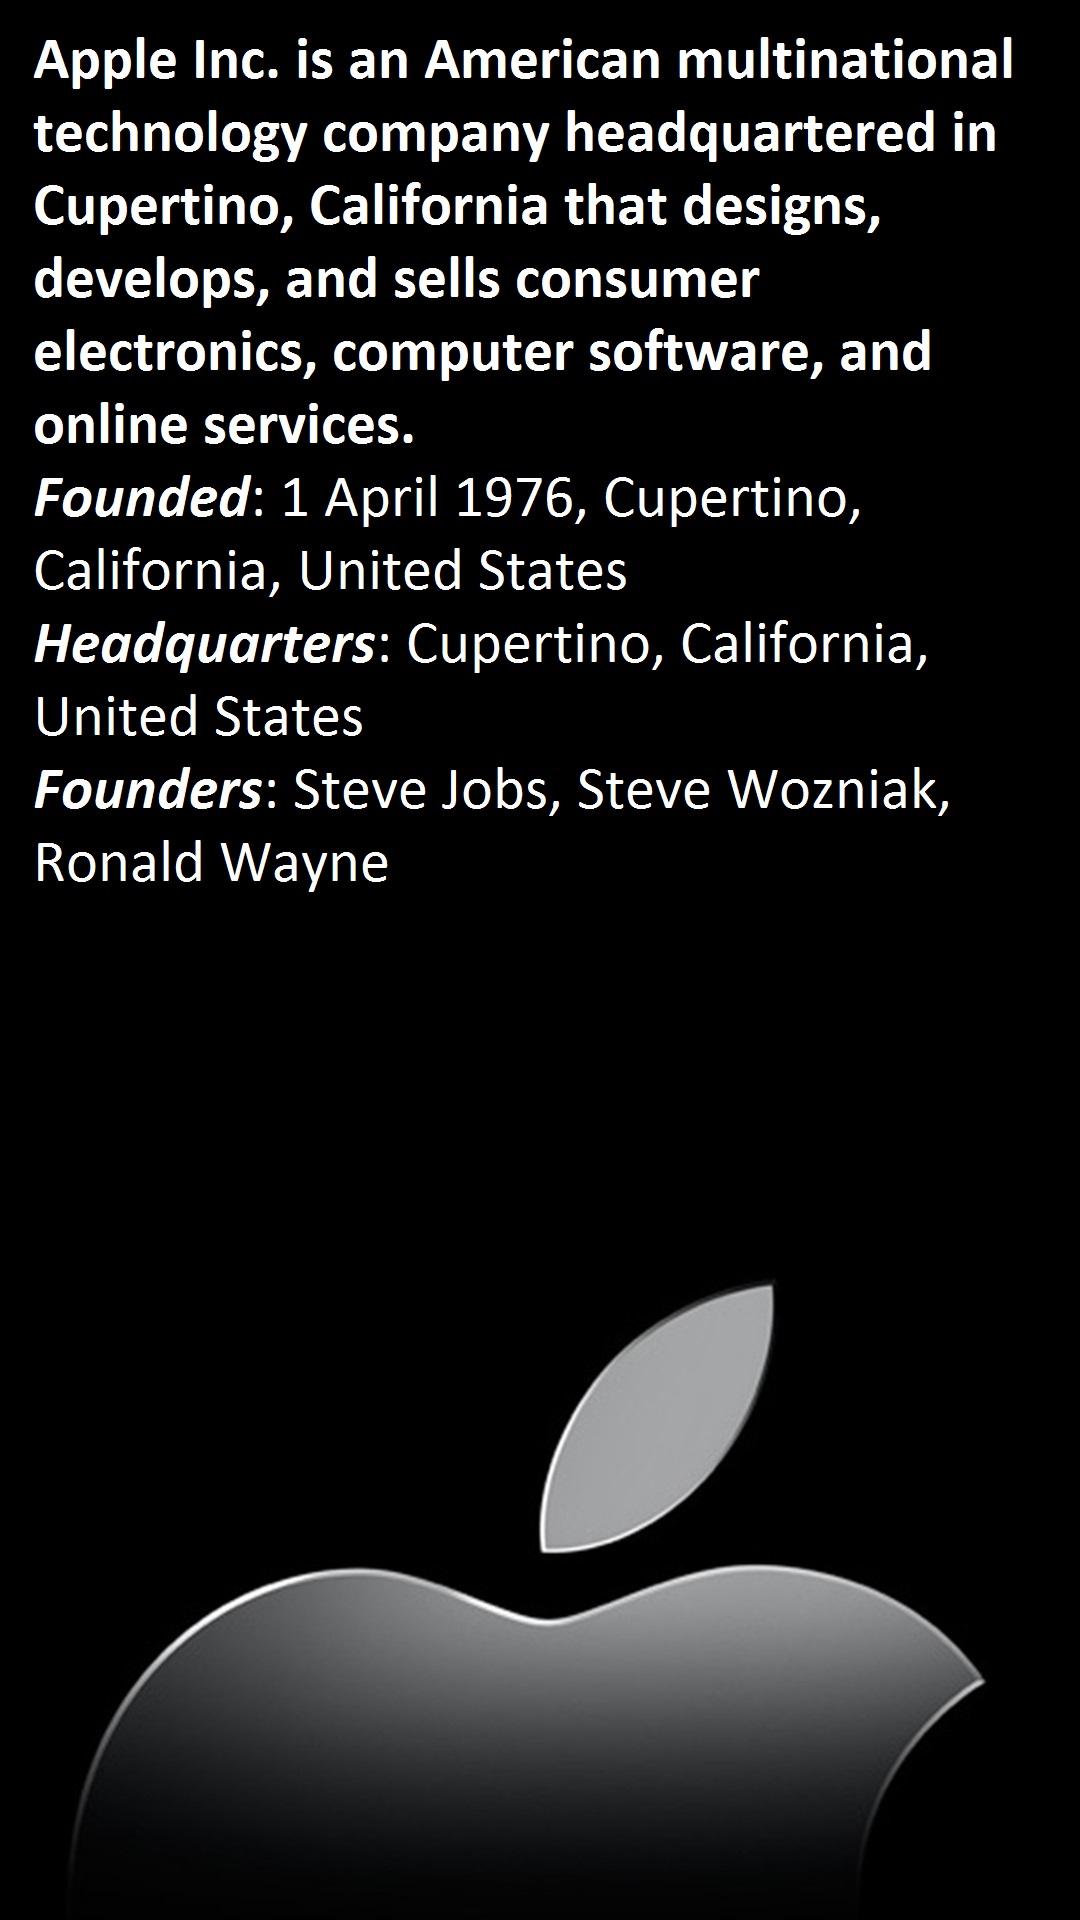 Apple Inc. is an American multinational
technology company headquartered in
Cupertino, California that designs,
develops, and sells consumer
electronics, computer software, and
online services.
Founded: 1 April 1976, Cupertino,
California, United States
Headquarters: Cupertino, California,
United States
Founders: Steve Jobs, Steve Wozniak,
Ronald Wayne